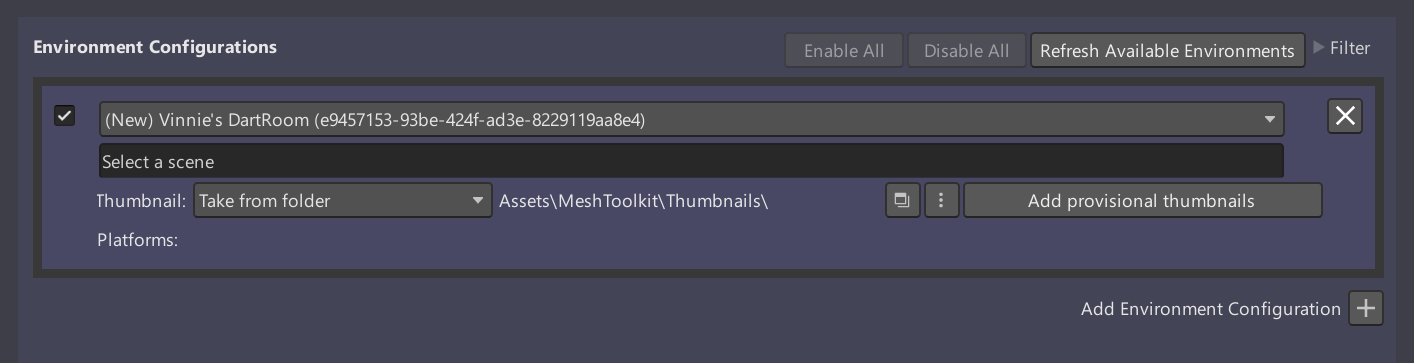 Environment Configurations
Enable All Disable All Refresh Available Environments Filter
(New) Vinnie's DartRoom (e9457153-93be-424f-ad3e-8229119aa8e4)
Select a scene
Thumbnail: Take from folder Assets\MeshToolkit\Thumbnails\ Add provisional thumbnails
Platforms:
Add Environment Configuration